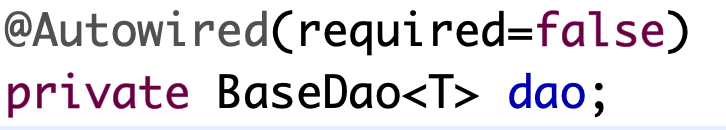 @Autowired(required=false)
private BaseDao<T> dao;